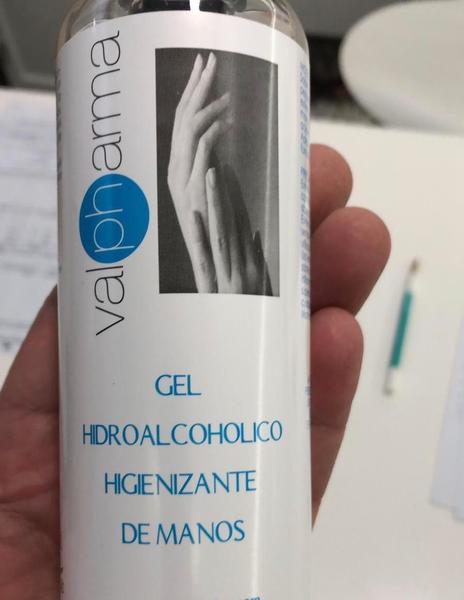 valpharma
GEL
HIDROALCOHOLICO
HIGIENIZANTE
DE MANOS